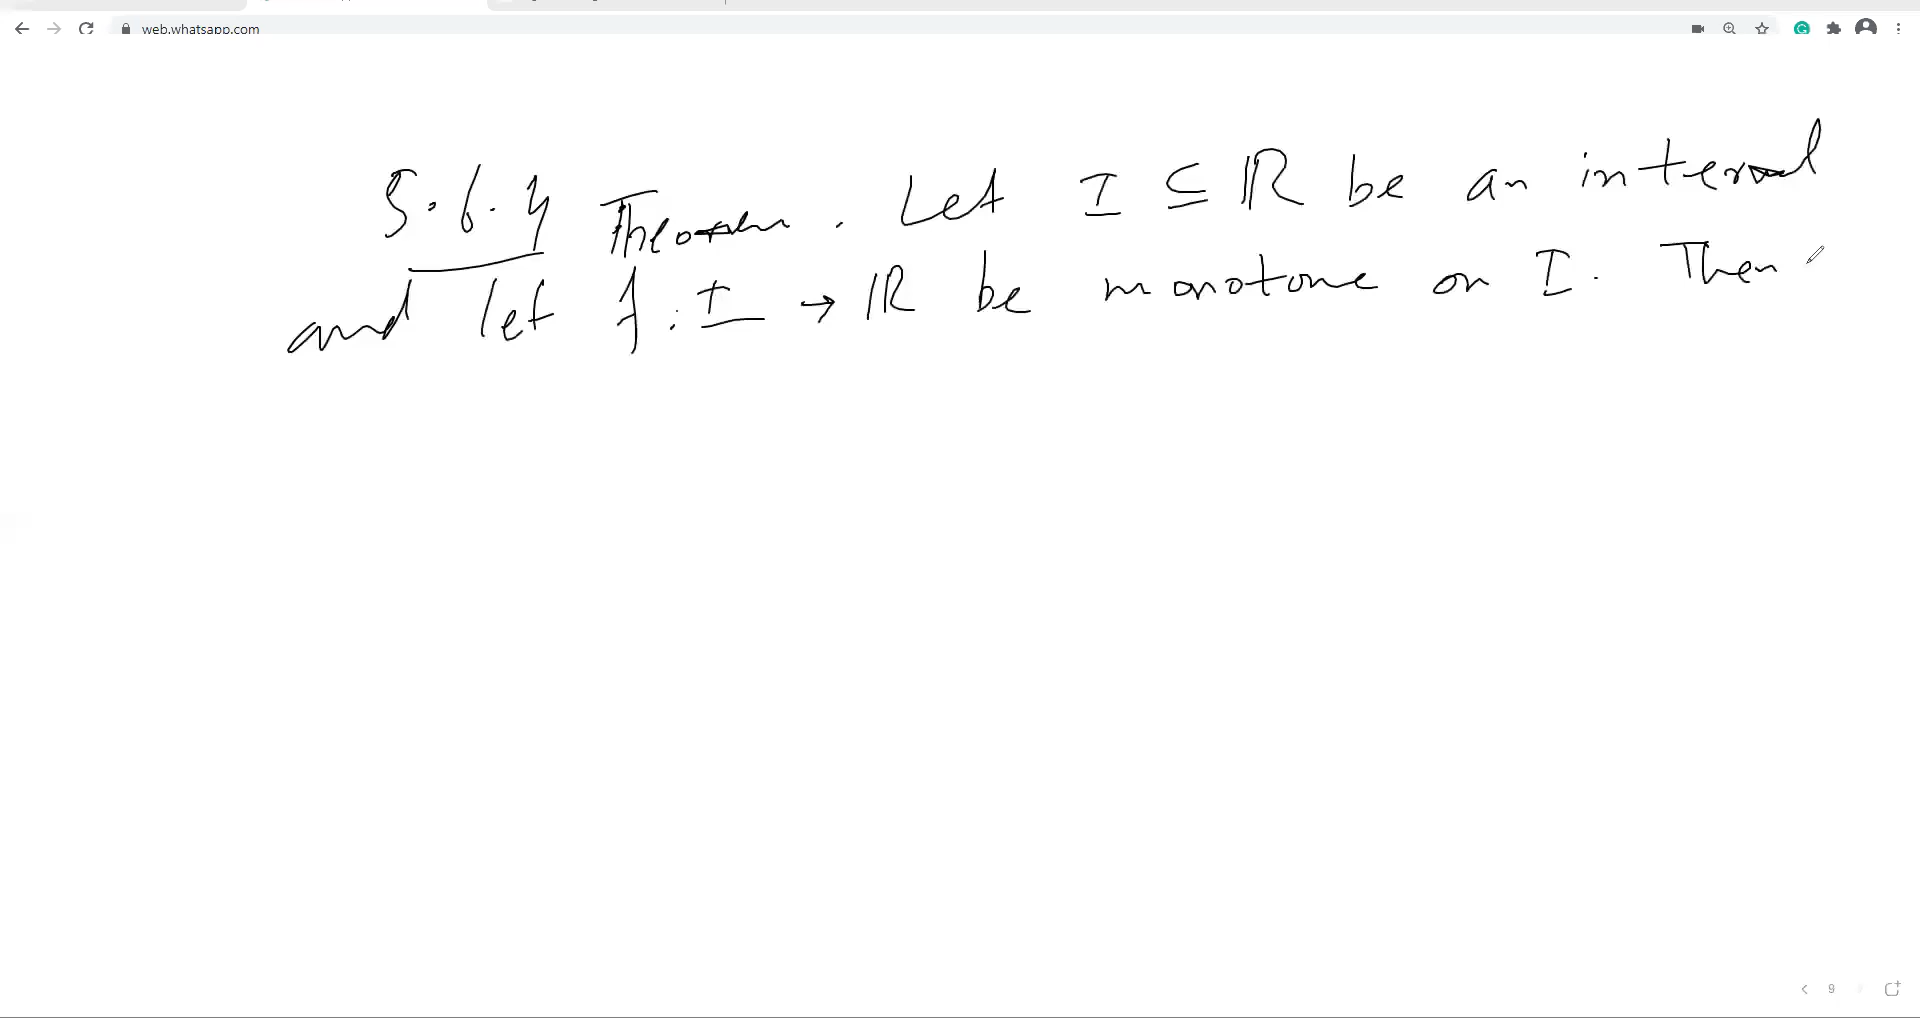 web.whatsapp.com
5.6.4 Theorem. Let I ⊆ ℝ be an interval
and let f: I → ℝ be monotone on I. Then
9